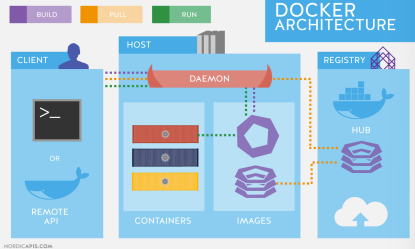 BUILD
PULL
RUN
DOCKER
ARCHITECTURE
HOST
CLIENT
REGISTRY
DAEMON
>_
OR
REMOTE
API
CONTAINERS
IMAGES
HUB
NORDICAPIS.COM